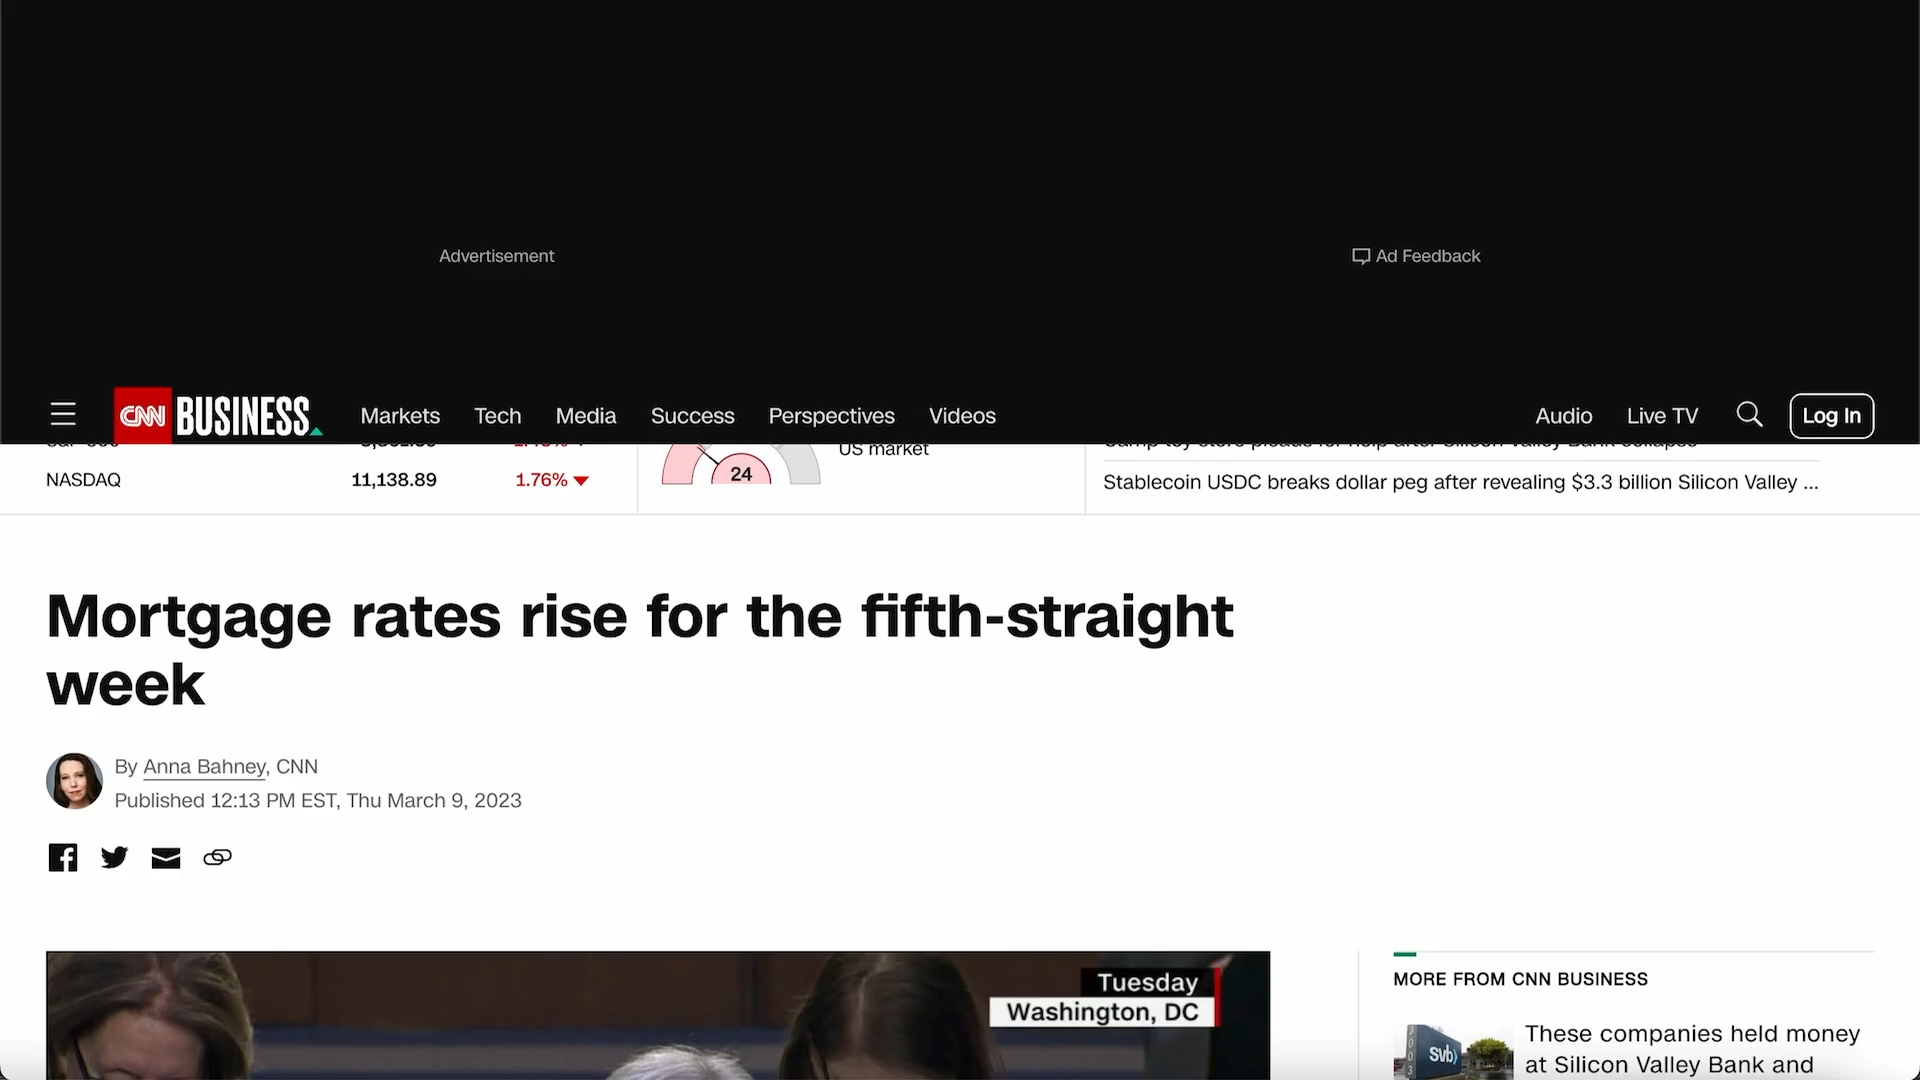 Advertisement
Ad Feedback
CNN BUSINESS
Markets
Tech
Media
Success
Perspectives
Videos
Audio
Live TV
Log In
US market
NASDAQ
11,138.89
1.76%
24
Stablecoin USDC breaks dollar peg after revealing $3.3 billion Silicon Valley ...
Mortgage rates rise for the fifth-straight
week
By Anna Bahney, CNN
Published 12:13 PM EST, Thu March 9, 2023
Tuesday
Washington, DC
MORE FROM CNN BUSINESS
These companies held money
at Silicon Valley Bank and
svb